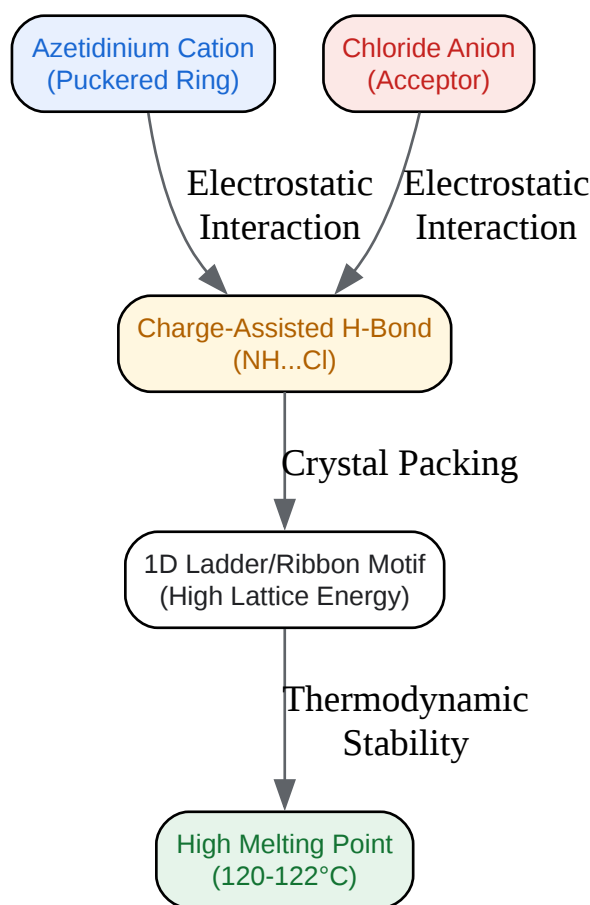 Azetidinium Cation
(Puckered Ring)
Chloride Anion
(Acceptor)
Electrostatic
Interaction
Electrostatic
Interaction
Charge-Assisted H-Bond
(NH...Cl)
Crystal Packing
1D Ladder/Ribbon Motif
(High Lattice Energy)
Thermodynamic
Stability
High Melting Point
(120-122°C)